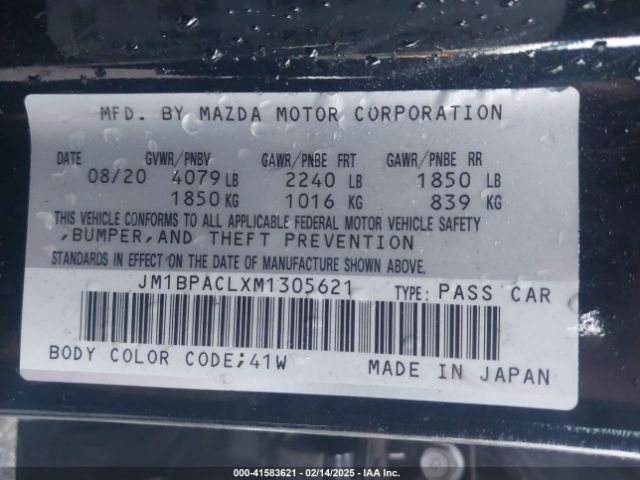 MFD. BY MAZDA MOTOR CORPORATION
DATE GVWR/PNBV GAWR/PNBE FRT GAWR/PNBE RR
08/20 4079 LB 2240 LB 1850 LB
1850 KG 1016 KG 839 KG
THIS VEHICLE CONFORMS TO ALL APPLICABLE FEDERAL MOTOR VEHICLE SAFETY
,BUMPER,AND THEFT PREVENTION
STANDARDS IN EFFECT ON THE DATE OF MANUFACTURE SHOWN ABOVE.
JM1BPACLXM1305621 TYPE: PASS CAR
BODY COLOR CODE;41W MADE IN JAPAN
000-41583621 - 02/14/2025 - IAA, Inc.